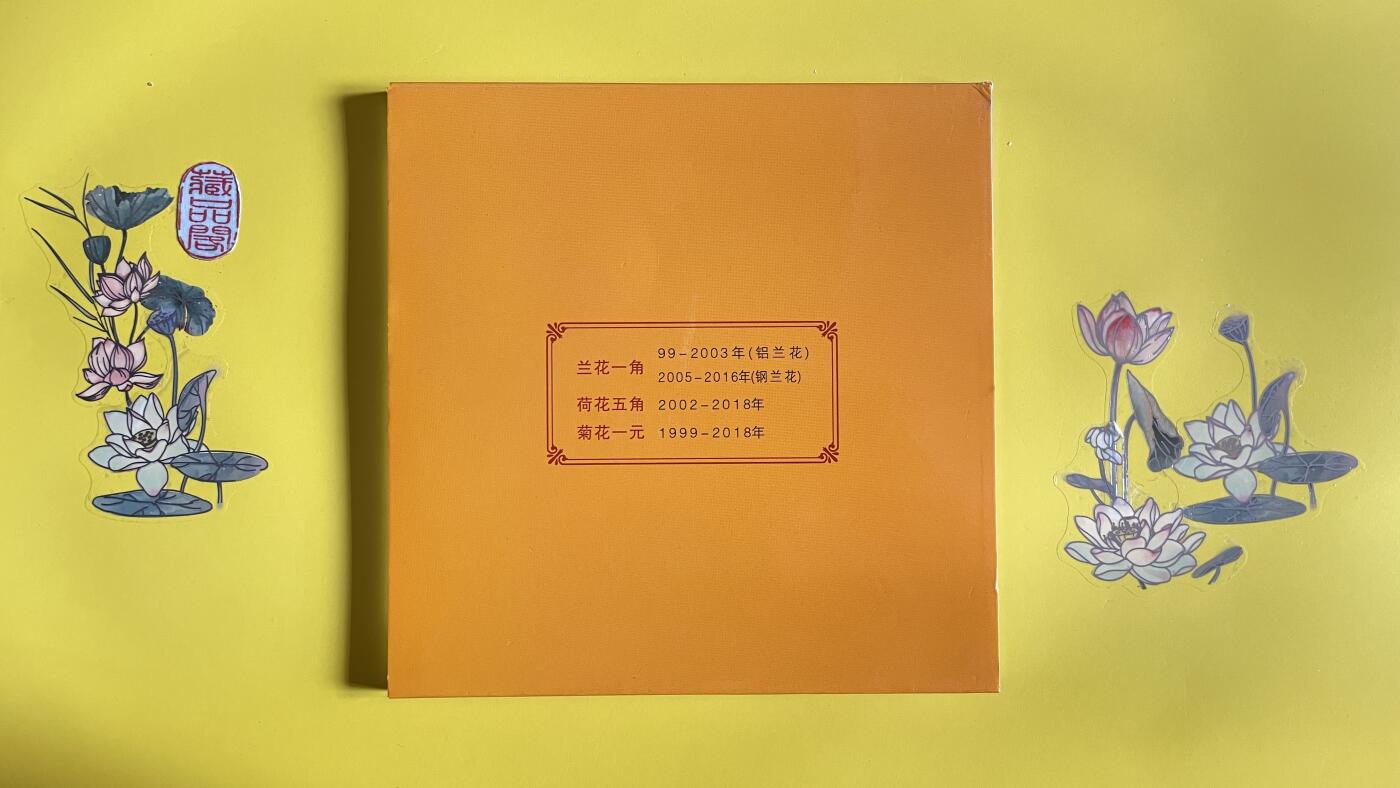 藏品閣
兰花一角 99-2003年(铝兰花)
2005-2016年(钢兰花)
荷花五角 2002-2018年
菊花一元 1999-2018年